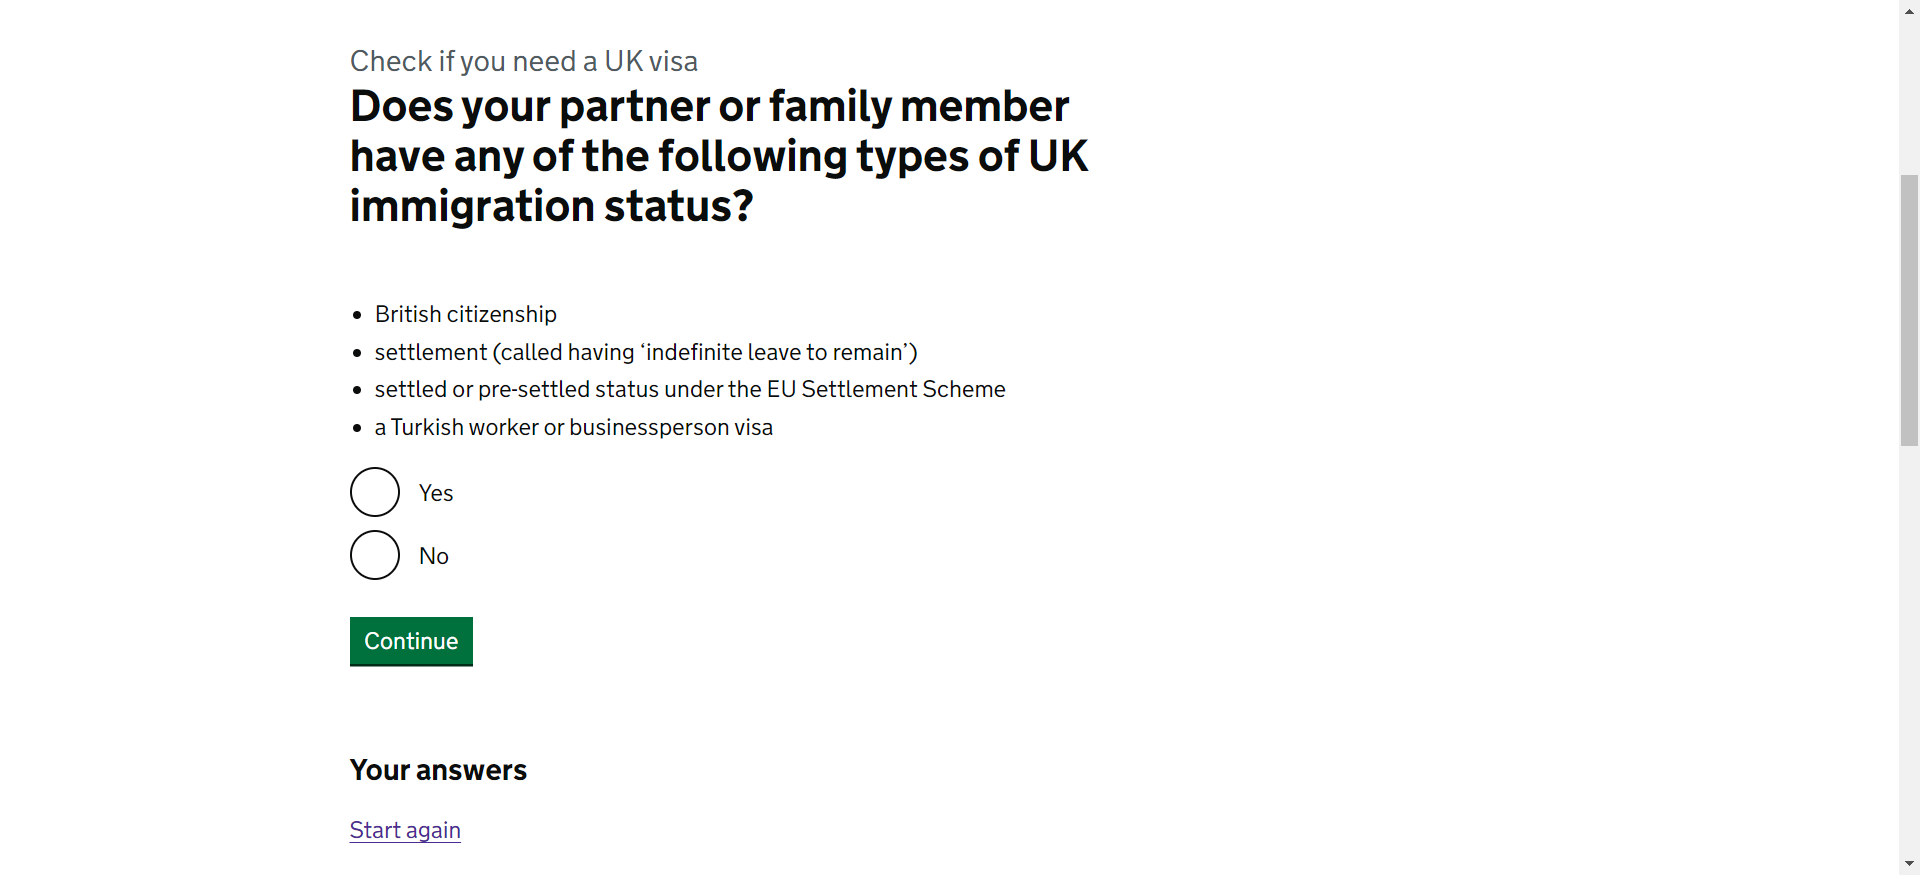 Check if you need a UK visa
Does your partner or family member
have any of the following types of UK
immigration status?
• British citizenship
• settlement (called having ‘indefinite leave to remain’)
• settled or pre-settled status under the EU Settlement Scheme
• a Turkish worker or businessperson visa
Yes
No
Continue
Your answers
Start again